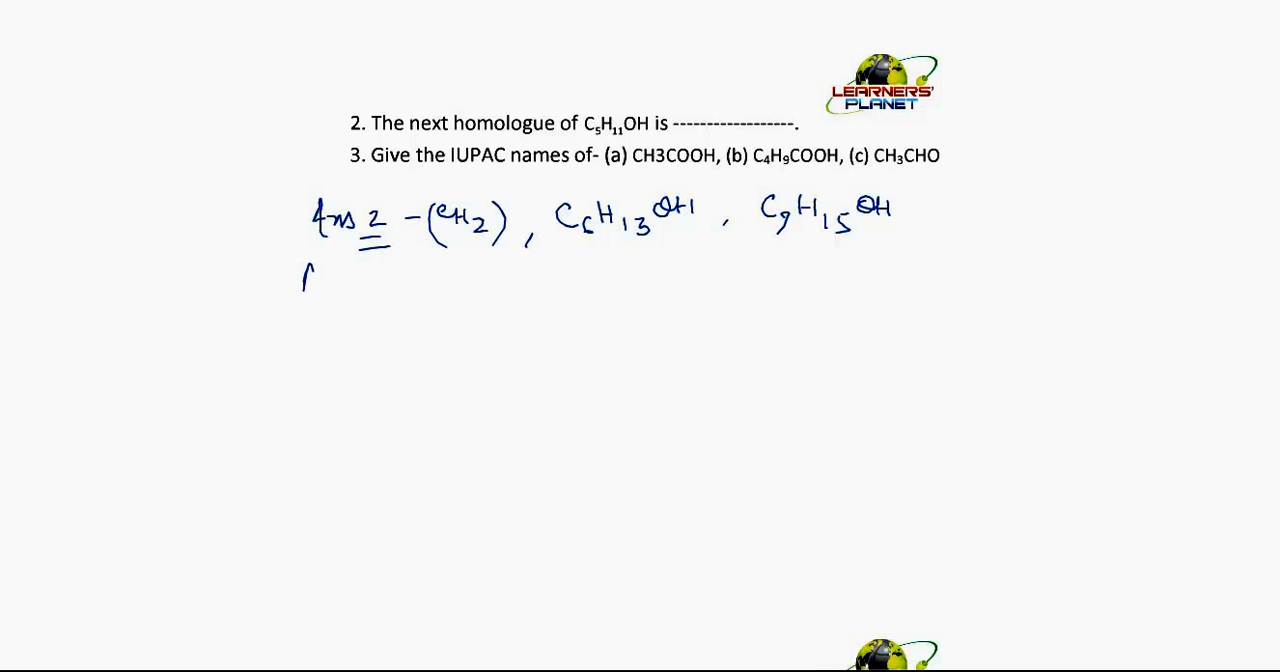 LEARNERS'
PLANET
2. The next homologue of C₅H₁₁OH is ------------------.
3. Give the IUPAC names of- (a) CH3COOH, (b) C₄H₉COOH, (c) CH₃CHO
Ans 2 - (CH₂), C₆H₁₃OH, C₇H₁₅OH